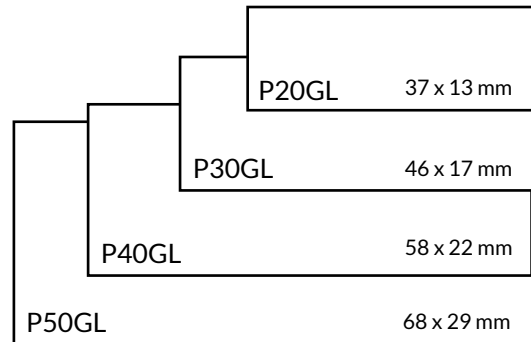 P20GL 37 x 13 mm
P30GL 46 x 17 mm
P40GL 58 x 22 mm
P50GL 68 x 29 mm